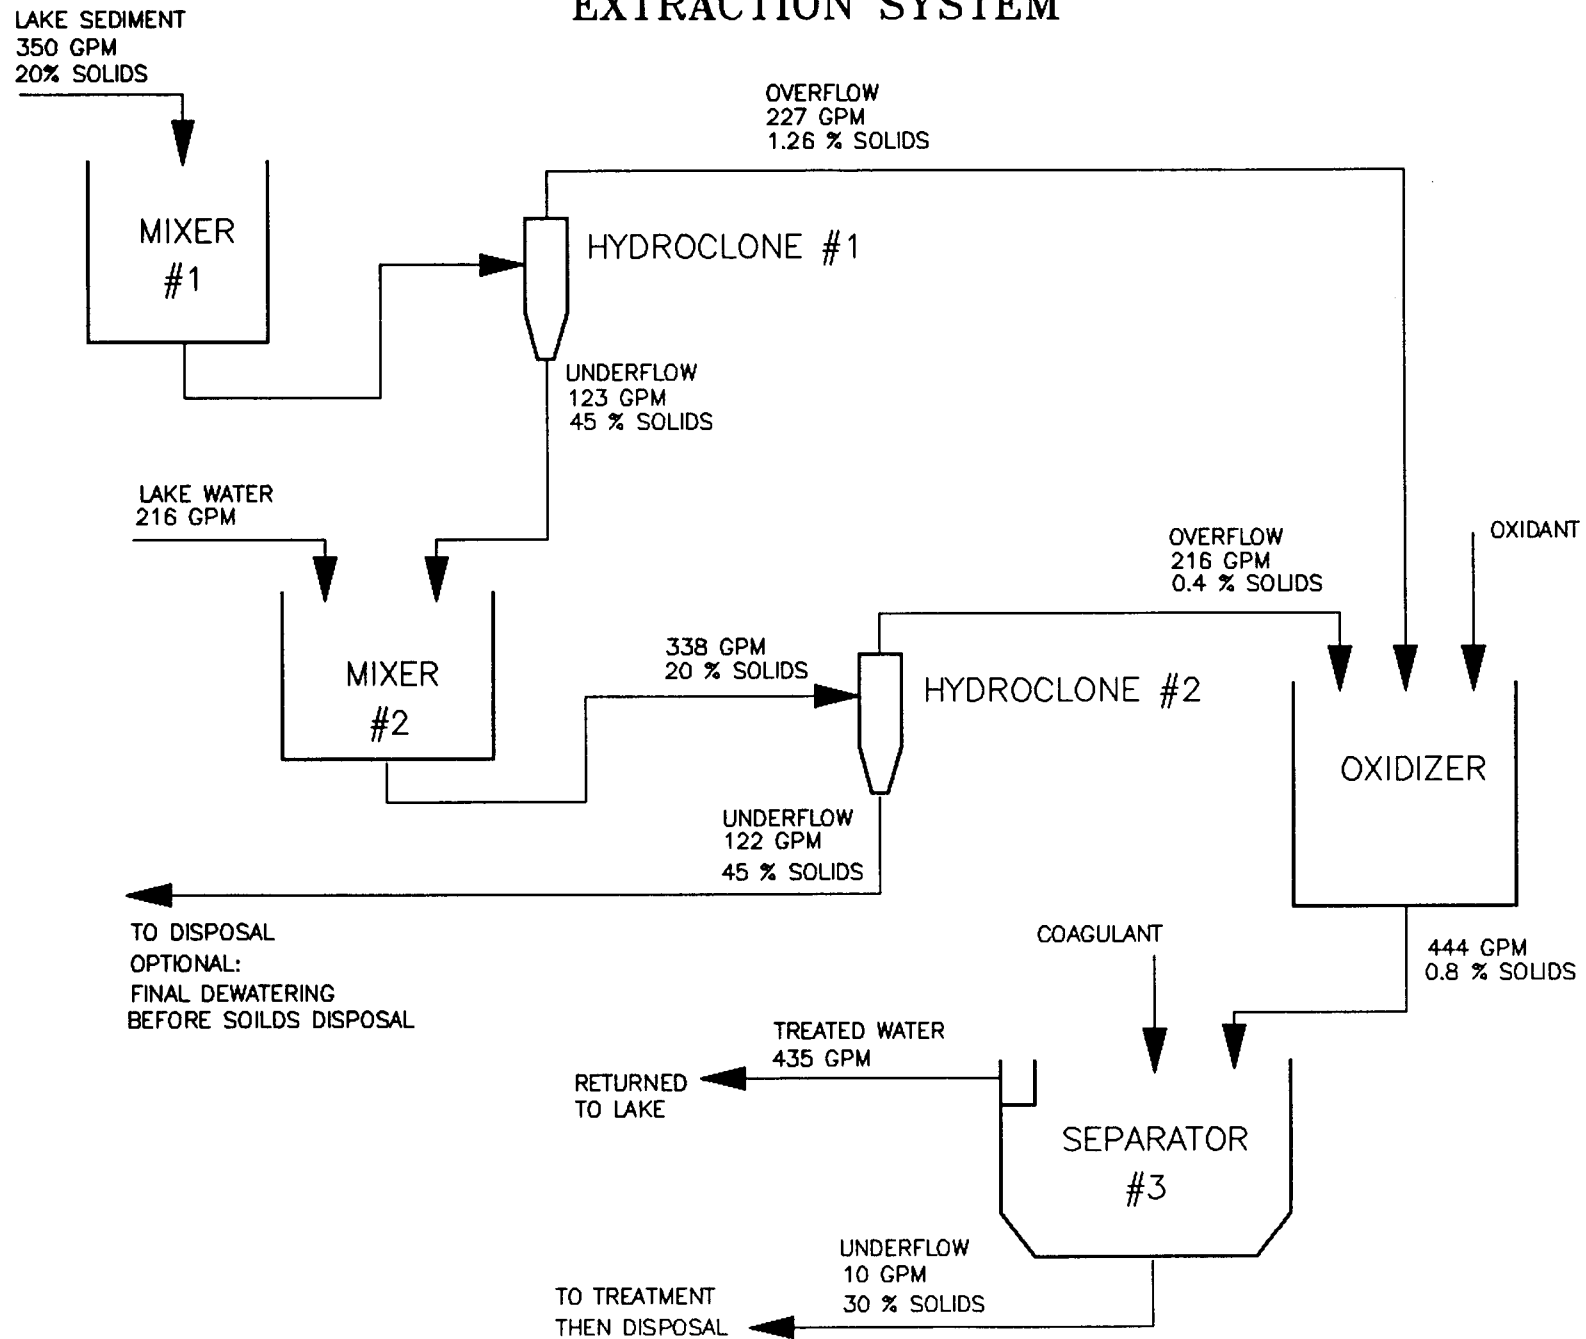 EXTRACTION SYSTEM
LAKE SEDIMENT
350 GPM
20% SOLIDS
OVERFLOW
227 GPM
1.26 % SOLIDS
MIXER
#1
HYDROCLONE #1
UNDERFLOW
123 GPM
45 % SOLIDS
LAKE WATER
216 GPM
OVERFLOW
216 GPM
0.4 % SOLIDS
OXIDANT
MIXER
#2
338 GPM
20 % SOLIDS
HYDROCLONE #2
OXIDIZER
UNDERFLOW
122 GPM
45 % SOLIDS
TO DISPOSAL
OPTIONAL:
FINAL DEWATERING
BEFORE SOILDS DISPOSAL
COAGULANT
444 GPM
0.8 % SOLIDS
TREATED WATER
435 GPM
RETURNED
TO LAKE
SEPARATOR
#3
UNDERFLOW
10 GPM
30 % SOLIDS
TO TREATMENT
THEN DISPOSAL